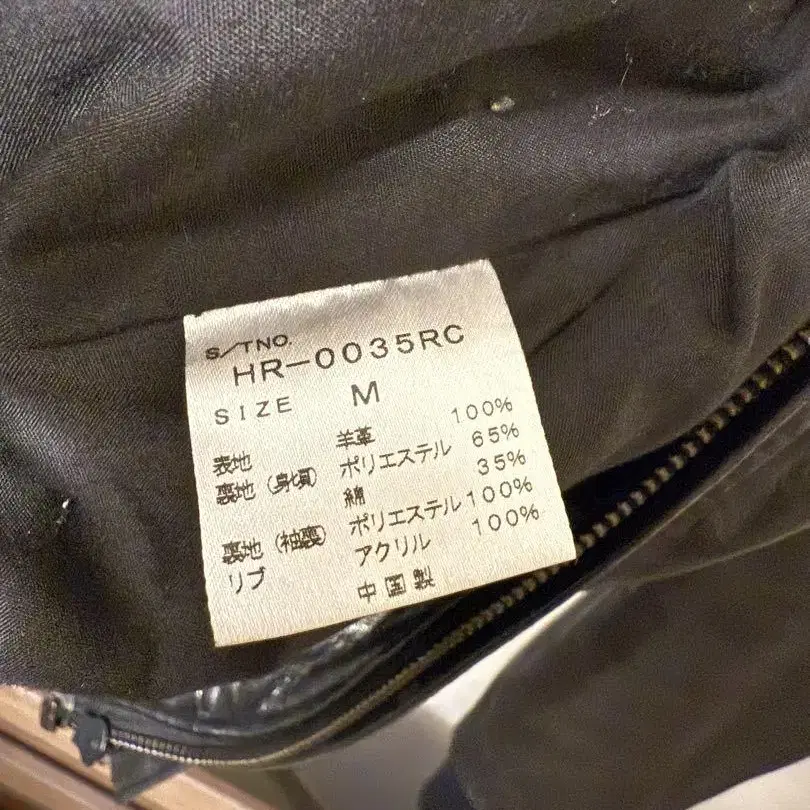 S/TNO.
HR-0035RC
SIZE M
表地 羊革 100%
裏地(身頃) ポリエステル 65%
綿 35%
裏地(袖裏) ポリエステル 100%
リブ アクリル 100%
中国製